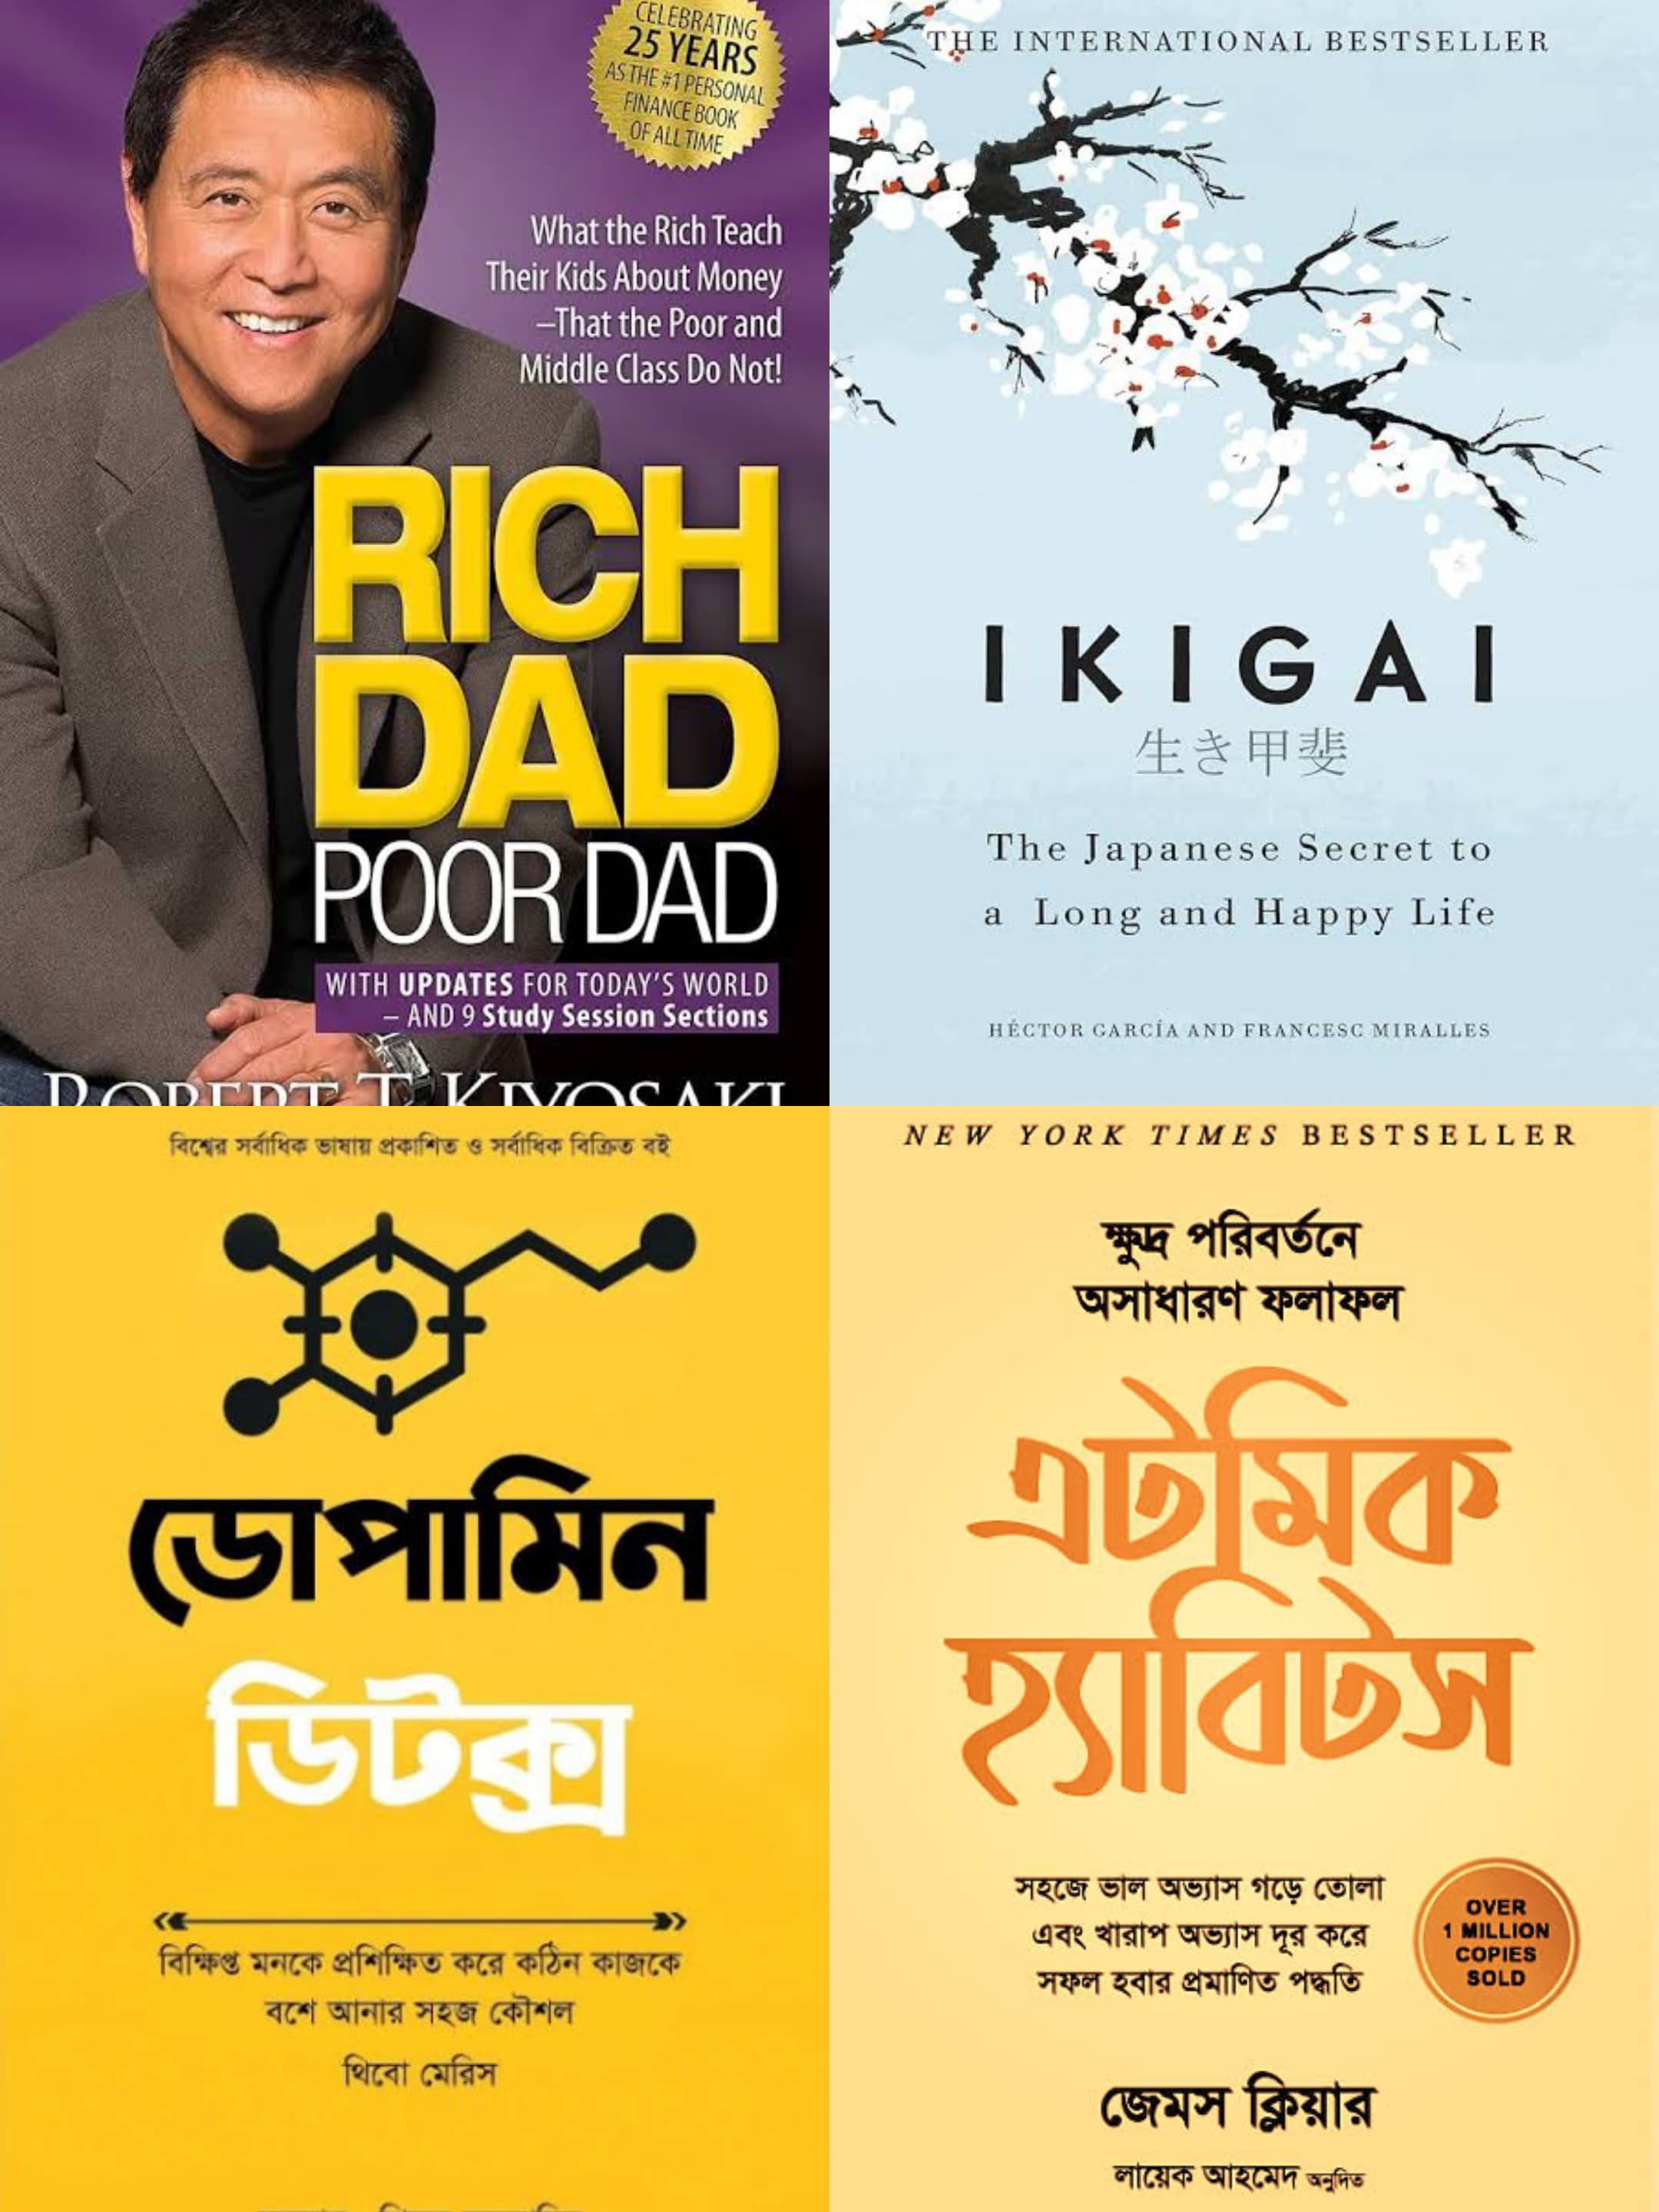 CELEBRATING
25 YEARS
AS THE #1 PERSONAL
FINANCE BOOK
OF ALL TIME
What the Rich Teach
Their Kids About Money
–That the Poor and
Middle Class Do Not!
RICH
DAD
POOR DAD
WITH UPDATES FOR TODAY'S WORLD
– AND 9 Study Session Sections
ROBERT T. KIYOSAKI
THE INTERNATIONAL BESTSELLER
IKIGAI
生き甲斐
The Japanese Secret to
a Long and Happy Life
HÉCTOR GARCÍA AND FRANCESC MIRALLES
বিশ্বের সর্বাধিক ভাষায় প্রকাশিত ও সর্বাধিক বিক্রিত বই
ডোপামিন
ডিটক্স
বিক্ষিপ্ত মনকে প্রশিক্ষিত করে কঠিন কাজকে
বশে আনার সহজ কৌশল
থিবো মেরিস
NEW YORK TIMES BESTSELLER
ক্ষুদ্র পরিবর্তনে
অসাধারণ ফলাফল
এটমিক
হ্যাবিটস
সহজে ভাল অভ্যাস গড়ে তোলা
এবং খারাপ অভ্যাস দূর করে
সফল হবার প্রমাণিত পদ্ধতি
OVER
1 MILLION
COPIES
SOLD
জেমস ক্লিয়ার
লায়েক আহমেদ অনুদিত